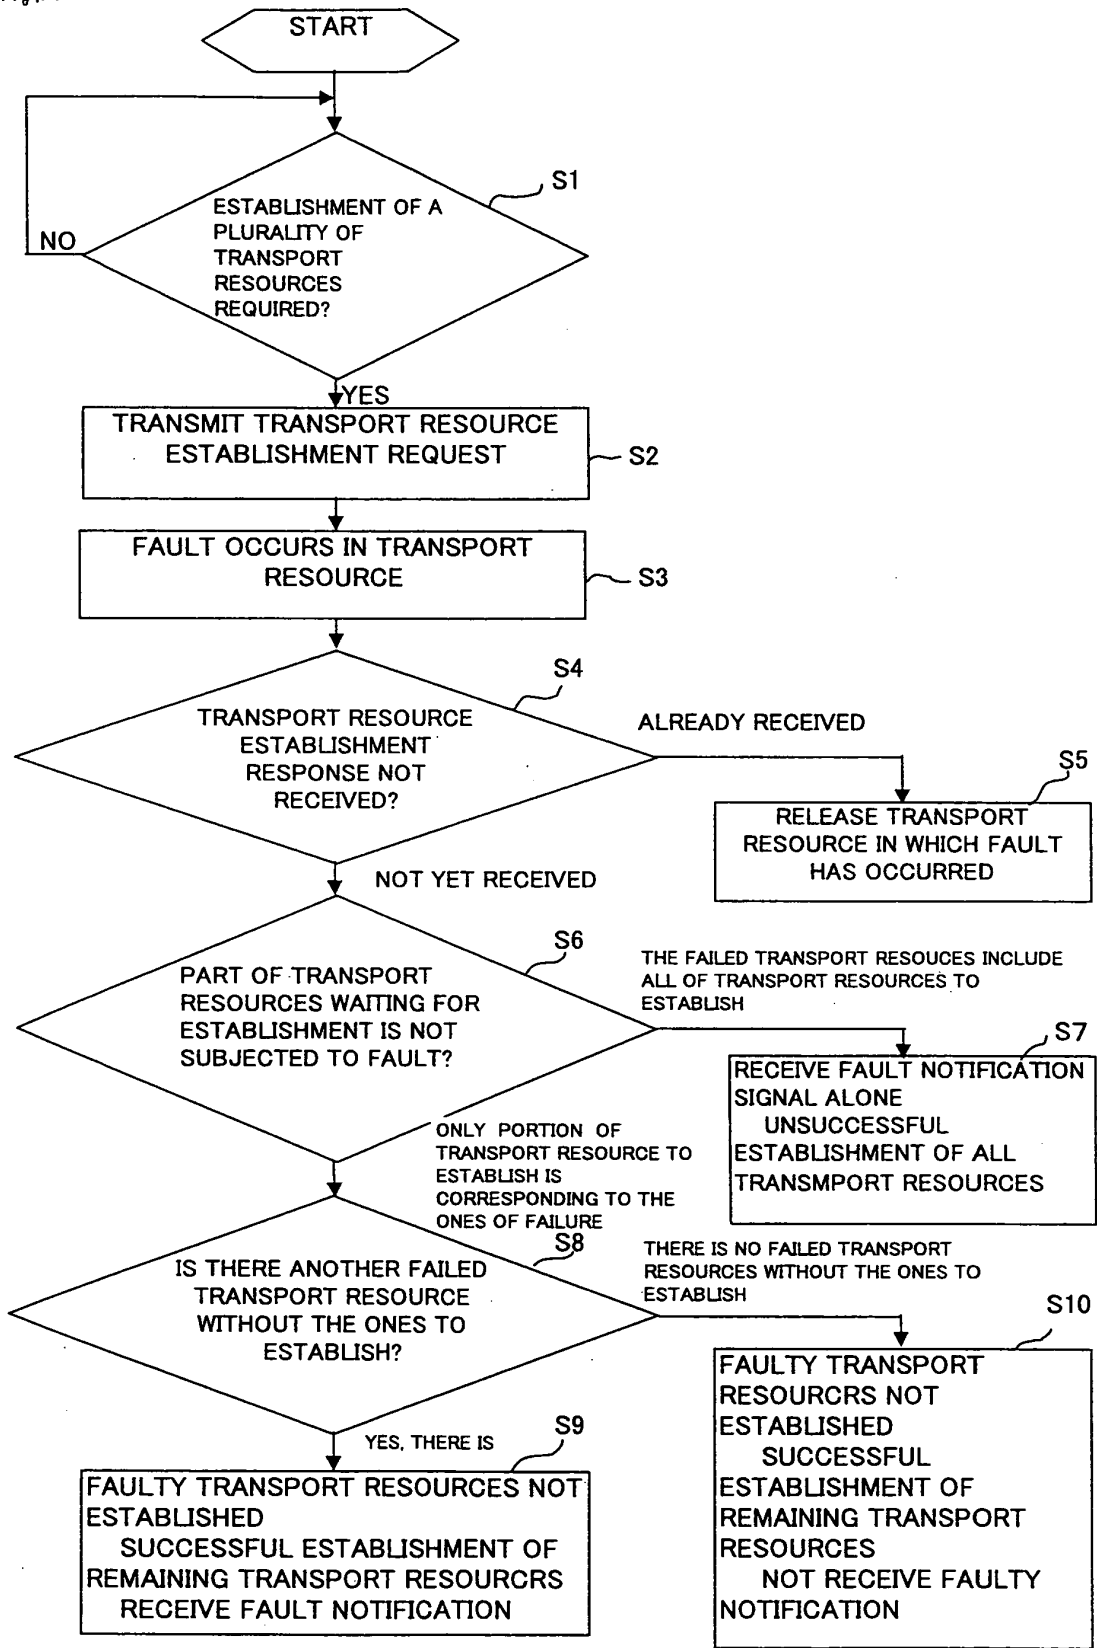 START
S1
ESTABLISHMENT OF A
PLURALITY OF
TRANSPORT
RESOURCES
REQUIRED?
NO
YES
TRANSMIT TRANSPORT RESOURCE
ESTABLISHMENT REQUEST
S2
FAULT OCCURS IN TRANSPORT
RESOURCE
S3
S4
TRANSPORT RESOURCE
ESTABLISHMENT
RESPONSE NOT
RECEIVED?
ALREADY RECEIVED
S5
RELEASE TRANSPORT
RESOURCE IN WHICH FAULT
HAS OCCURRED
NOT YET RECEIVED
S6
PART OF TRANSPORT
RESOURCES WAITING FOR
ESTABLISHMENT IS NOT
SUBJECTED TO FAULT?
THE FAILED TRANSPORT RESOUCES INCLUDE
ALL OF TRANSPORT RESOURCES TO
ESTABLISH
S7
RECEIVE FAULT NOTIFICATION
SIGNAL ALONE
UNSUCCESSFUL
ESTABLISHMENT OF ALL
TRANSMPORT RESOURCES
ONLY PORTION OF
TRANSPORT RESOURCE TO
ESTABLISH IS
CORRESPONDING TO THE
ONES OF FAILURE
S8
IS THERE ANOTHER FAILED
TRANSPORT RESOURCE
WITHOUT THE ONES TO
ESTABLISH?
THERE IS NO FAILED TRANSPORT
RESOURCES WITHOUT THE ONES TO
ESTABLISH
S10
FAULTY TRANSPORT
RESOURCRS NOT
ESTABLISHED
SUCCESSFUL
ESTABLISHMENT OF
REMAINING TRANSPORT
RESOURCES
NOT RECEIVE FAULTY
NOTIFICATION
YES, THERE IS
S9
FAULTY TRANSPORT RESOURCES NOT
ESTABLISHED
SUCCESSFUL ESTABLISHMENT OF
REMAINING TRANSPORT RESOURCRS
RECEIVE FAULT NOTIFICATION